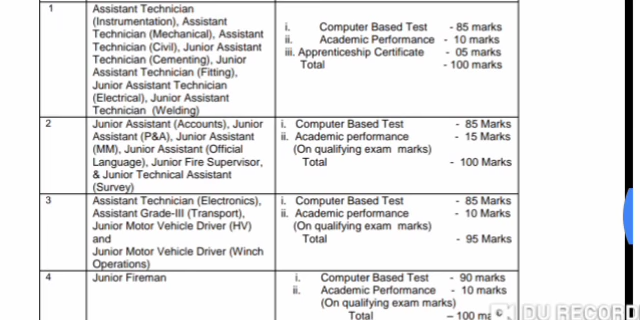 1
Assistant Technician
(Instrumentation), Assistant
Technician (Mechanical), Assistant
Technician (Civil), Junior Assistant
Technician (Cementing), Junior
Assistant Technician (Fitting),
Junior Assistant Technician
(Electrical), Junior Assistant
Technician (Welding)
i. Computer Based Test - 85 marks
ii. Academic Performance - 10 marks
iii. Apprenticeship Certificate - 05 marks
Total - 100 marks
2
Junior Assistant (Accounts), Junior
Assistant (P&A), Junior Assistant
(MM), Junior Assistant (Official
Language), Junior Fire Supervisor,
& Junior Technical Assistant
(Survey)
i. Computer Based Test - 85 Marks
ii. Academic performance - 15 Marks
(On qualifying exam marks)
Total - 100 Marks
3
Assistant Technician (Electronics),
Assistant Grade-III (Transport),
Junior Motor Vehicle Driver (HV)
and
Junior Motor Vehicle Driver (Winch
Operations)
i. Computer Based Test - 85 Marks
ii. Academic performance - 10 Marks
(On qualifying exam marks)
Total - 95 Marks
4
Junior Fireman
i. Computer Based Test - 90 marks
ii. Academic Performance - 10 marks
(On qualifying exam marks)
Total – 100 ma
DU RECORD